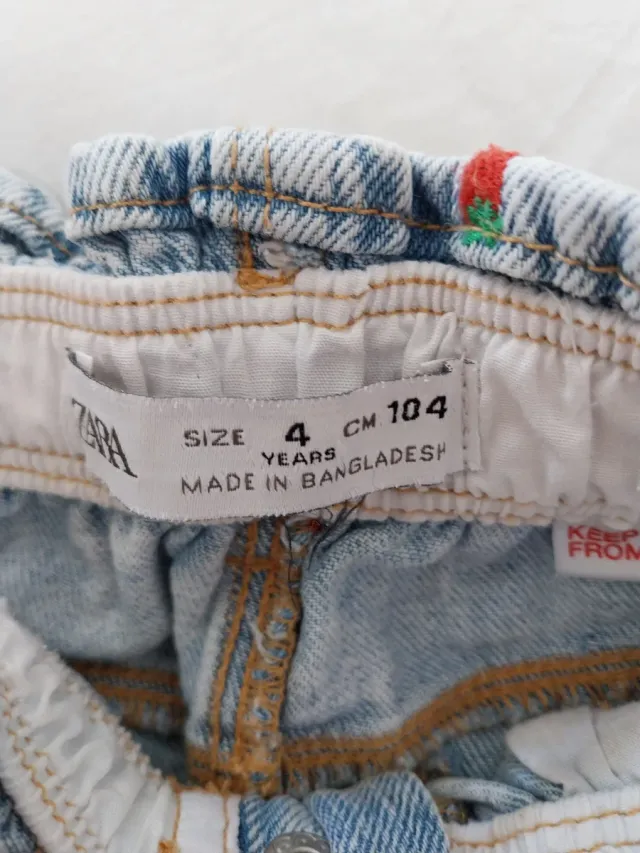 ZARA
SIZE 4 CM 104
YEARS
MADE IN BANGLADESH
KEEP
FROM